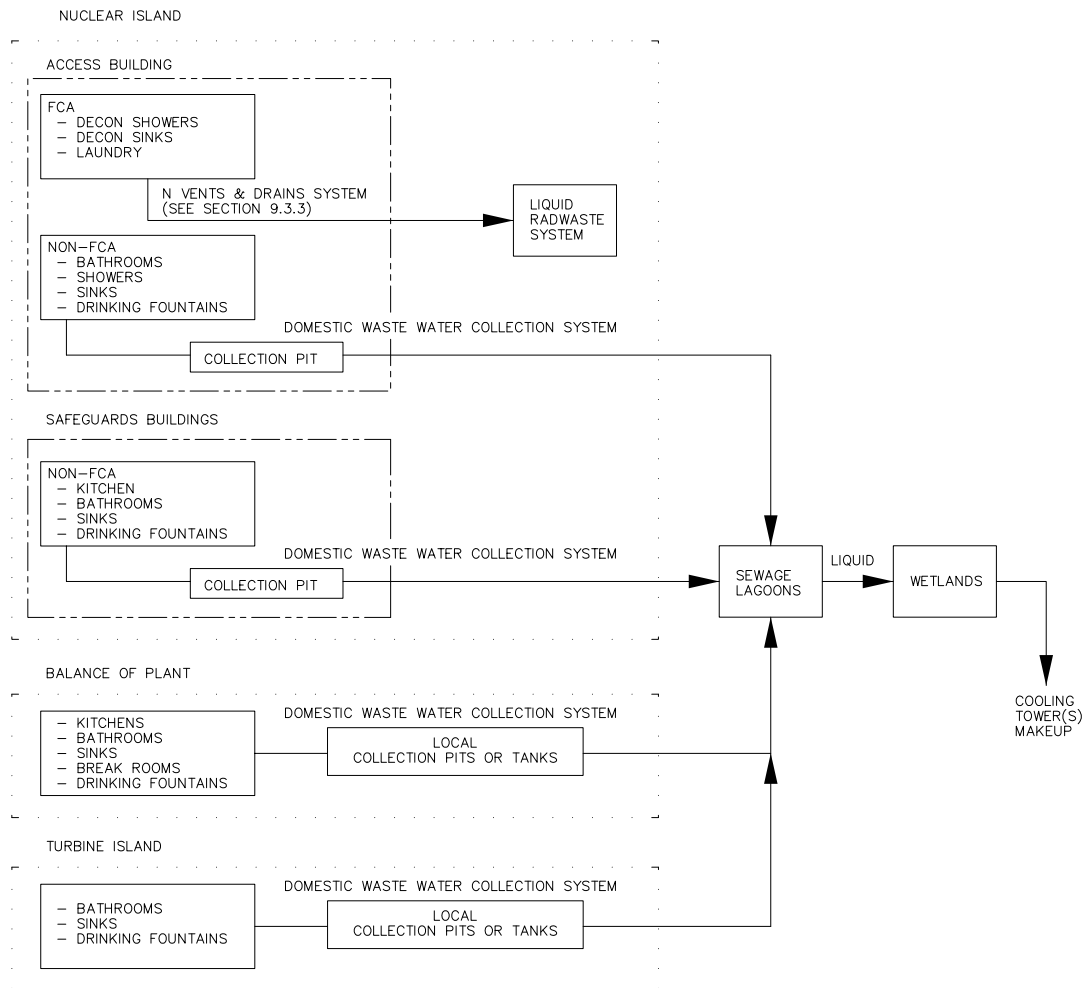 NUCLEAR ISLAND
ACCESS BUILDING
FCA
- DECON SHOWERS
- DECON SINKS
- LAUNDRY
N VENTS & DRAINS SYSTEM
(SEE SECTION 9.3.3)
LIQUID
RADWASTE
SYSTEM
NON-FCA
- BATHROOMS
- SHOWERS
- SINKS
- DRINKING FOUNTAINS
DOMESTIC WASTE WATER COLLECTION SYSTEM
COLLECTION PIT
SAFEGUARDS BUILDINGS
NON-FCA
- KITCHEN
- BATHROOMS
- SINKS
- DRINKING FOUNTAINS
DOMESTIC WASTE WATER COLLECTION SYSTEM
COLLECTION PIT
SEWAGE
LAGOONS
LIQUID
WETLANDS
COOLING
TOWER(S)
MAKEUP
BALANCE OF PLANT
- KITCHENS
- BATHROOMS
- SINKS
- BREAK ROOMS
- DRINKING FOUNTAINS
DOMESTIC WASTE WATER COLLECTION SYSTEM
LOCAL
COLLECTION PITS OR TANKS
TURBINE ISLAND
- BATHROOMS
- SINKS
- DRINKING FOUNTAINS
DOMESTIC WASTE WATER COLLECTION SYSTEM
LOCAL
COLLECTION PITS OR TANKS